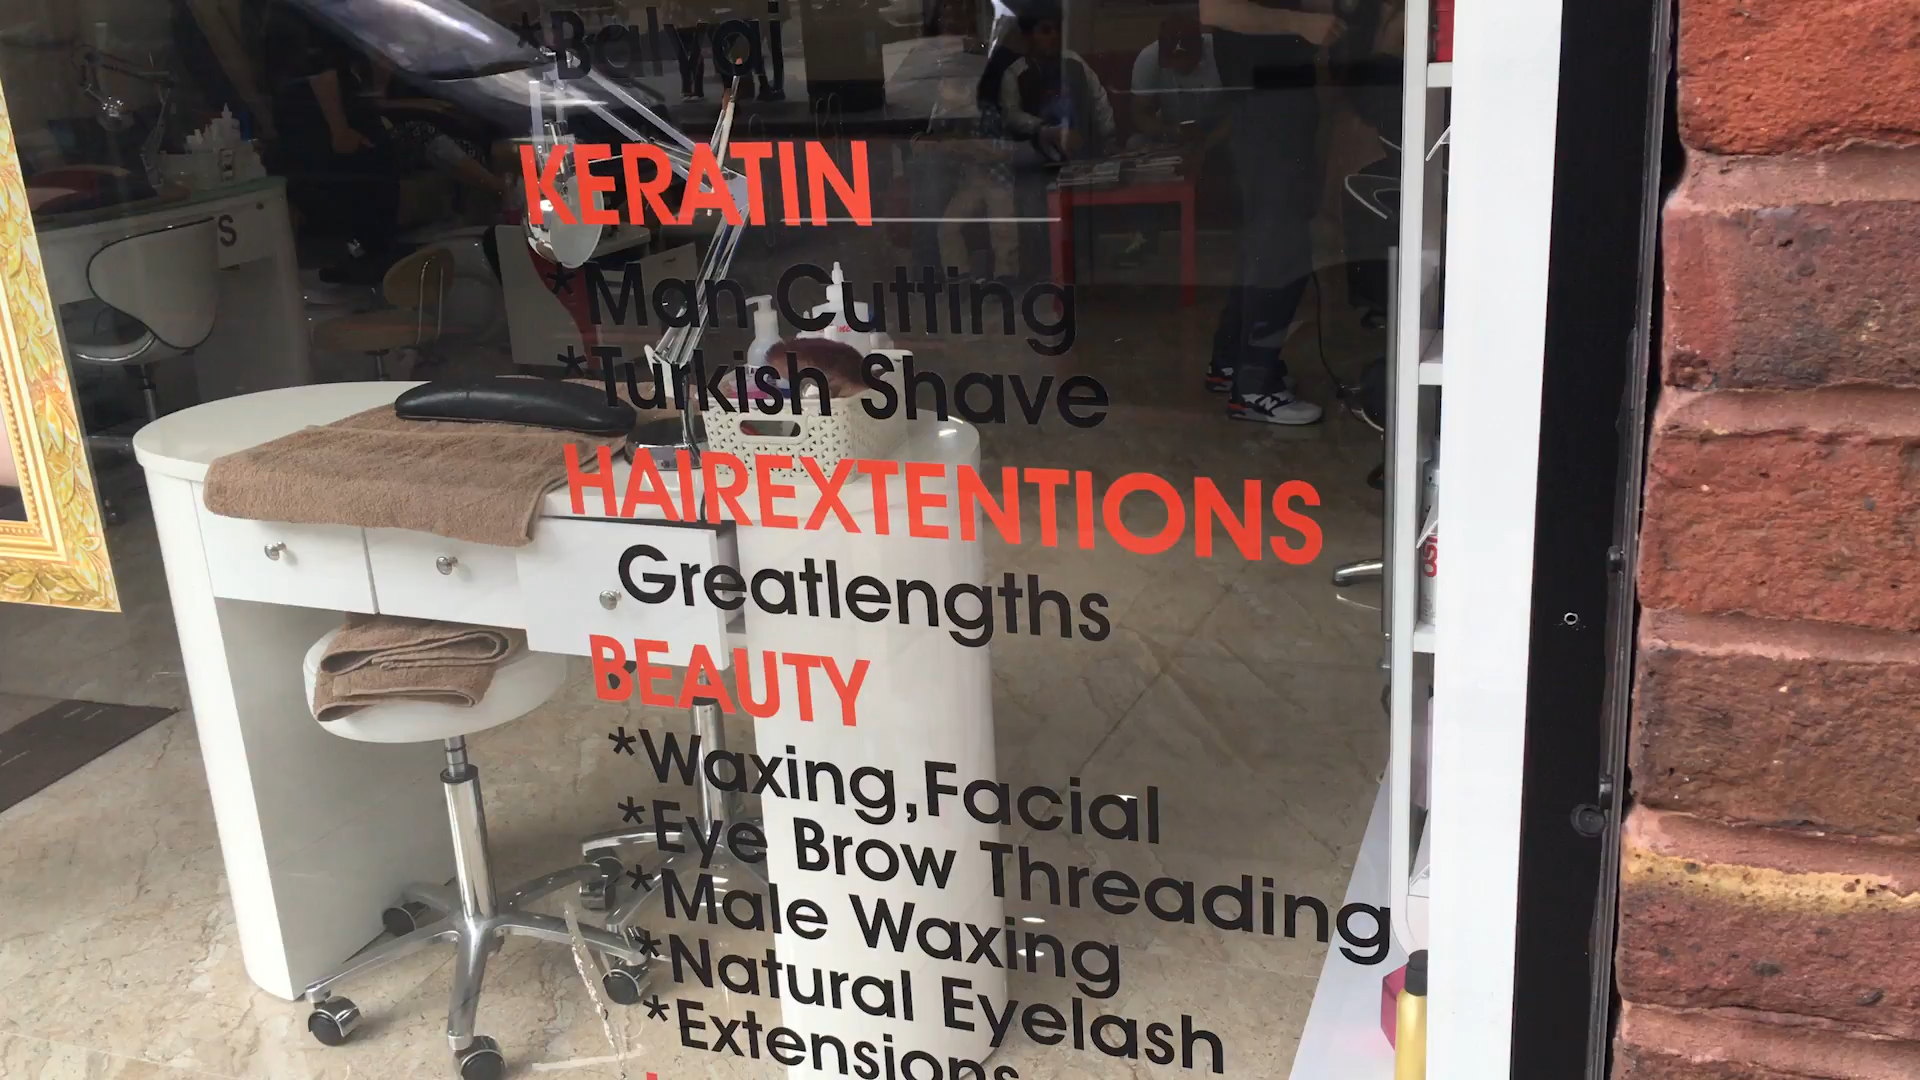 *Balyaj
KERATIN
*Man Cutting
*Turkish Shave
HAIREXTENTIONS
Greatlengths
BEAUTY
*Waxing,Facial
*Eye Brow Threading
*Male Waxing
*Natural Eyelash
*Extensions
S